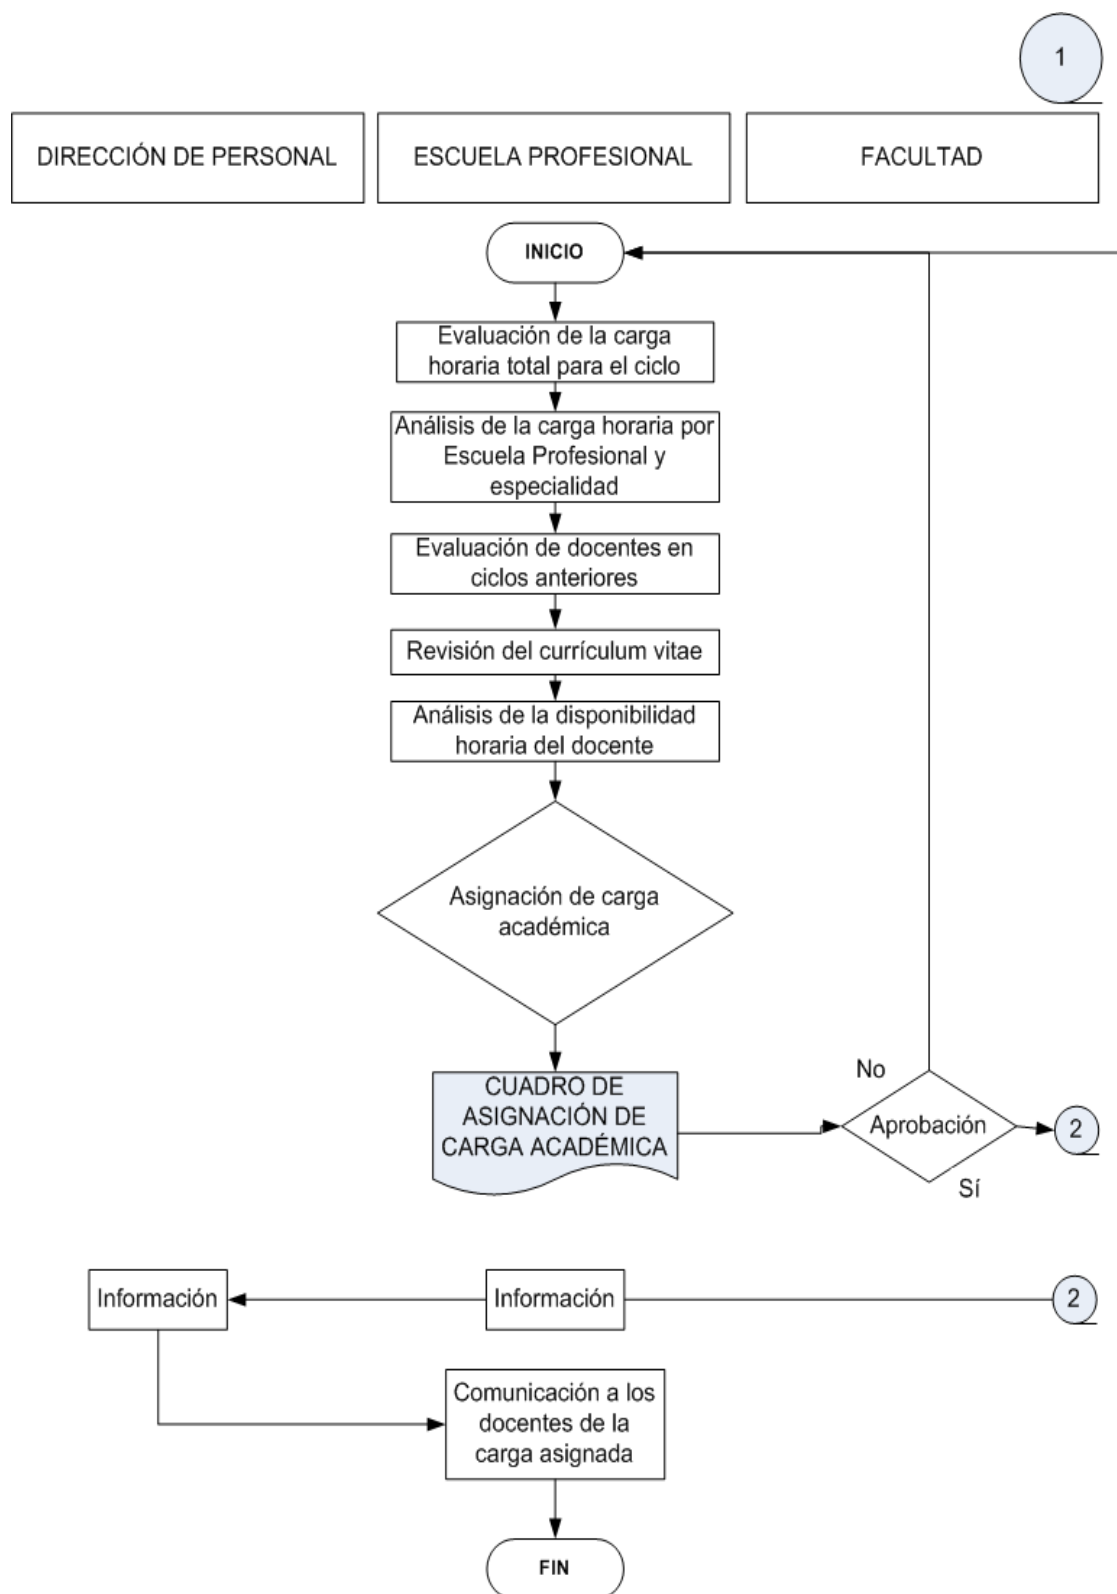 1
DIRECCIÓN DE PERSONAL
ESCUELA PROFESIONAL
FACULTAD
INICIO
Evaluación de la carga
horaria total para el ciclo
Análisis de la carga horaria por
Escuela Profesional y
especialidad
Evaluación de docentes en
ciclos anteriores
Revisión del currículum vitae
Análisis de la disponibilidad
horaria del docente
Asignación de carga
académica
CUADRO DE
ASIGNACIÓN DE
CARGA ACADÉMICA
No
Aprobación
2
Sí
Información
Información
2
Comunicación a los
docentes de la
carga asignada
FIN